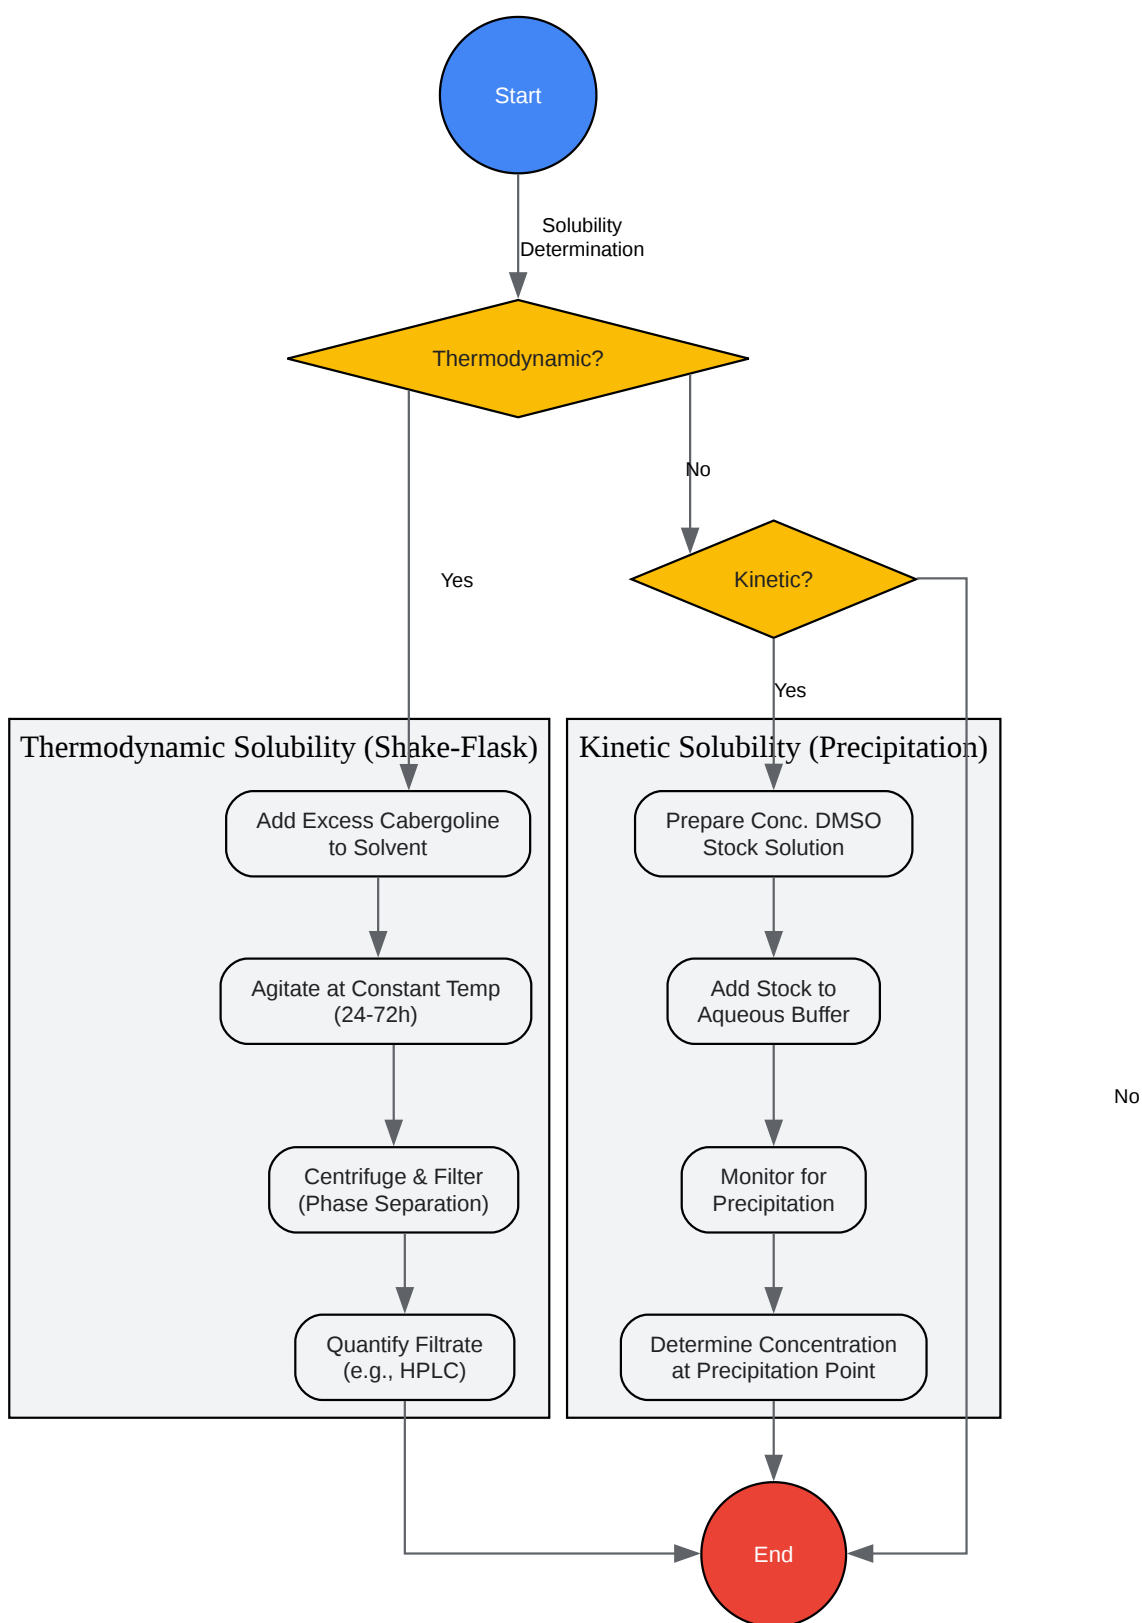 Start
Solubility
Determination
Thermodynamic?
No
Kinetic?
Yes
Yes
Thermodynamic Solubility (Shake-Flask)
Add Excess Cabergoline
to Solvent
Agitate at Constant Temp
(24-72h)
Centrifuge & Filter
(Phase Separation)
Quantify Filtrate
(e.g., HPLC)
Kinetic Solubility (Precipitation)
Prepare Conc. DMSO
Stock Solution
Add Stock to
Aqueous Buffer
Monitor for
Precipitation
Determine Concentration
at Precipitation Point
No
End